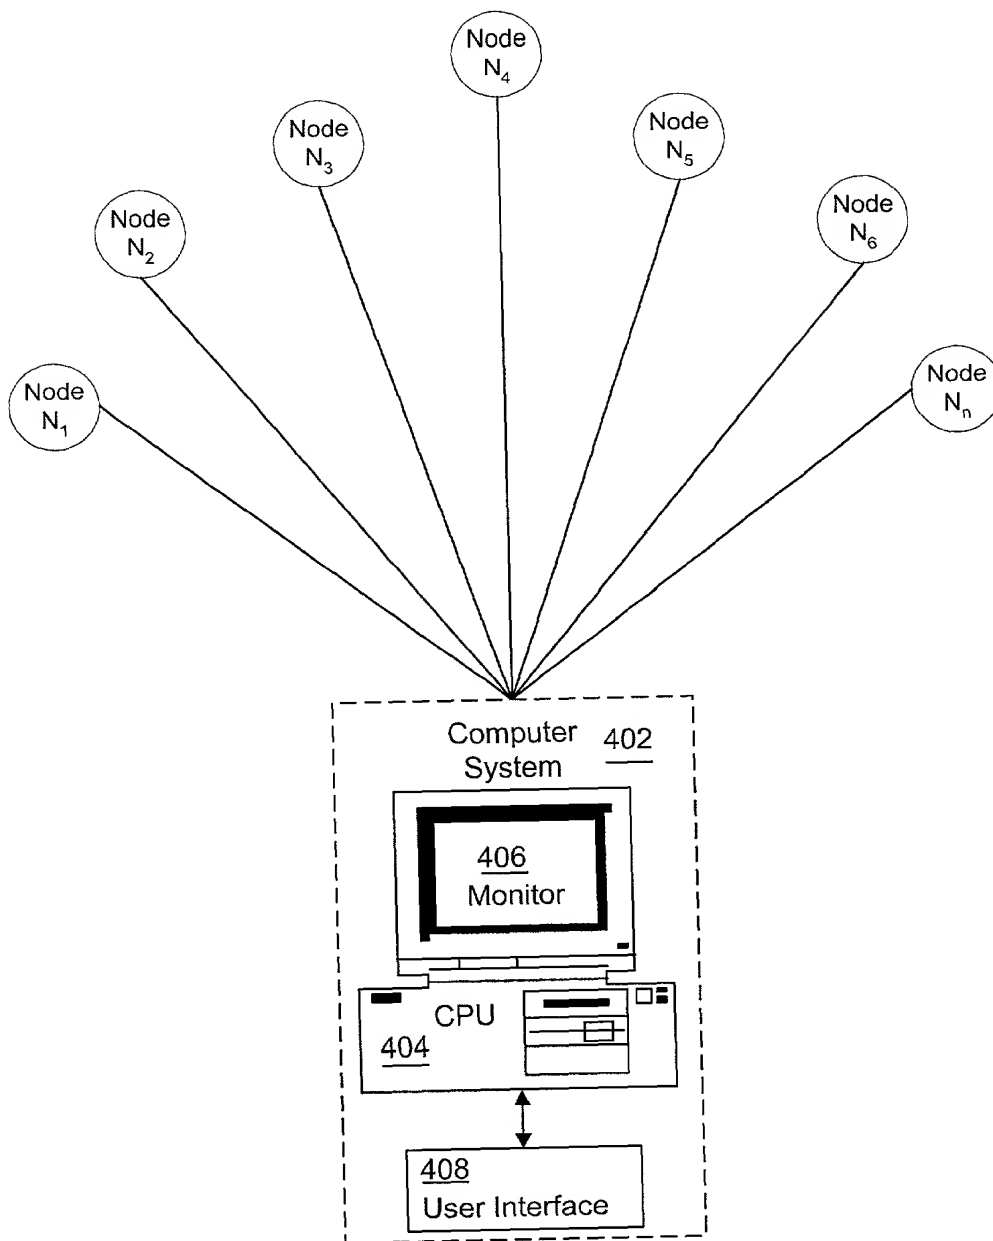 Node
N4
Node
N3
Node
N5
Node
N2
Node
N6
Node
N1
Node
Nn
Computer
System
402
406
Monitor
CPU
404
408
User Interface